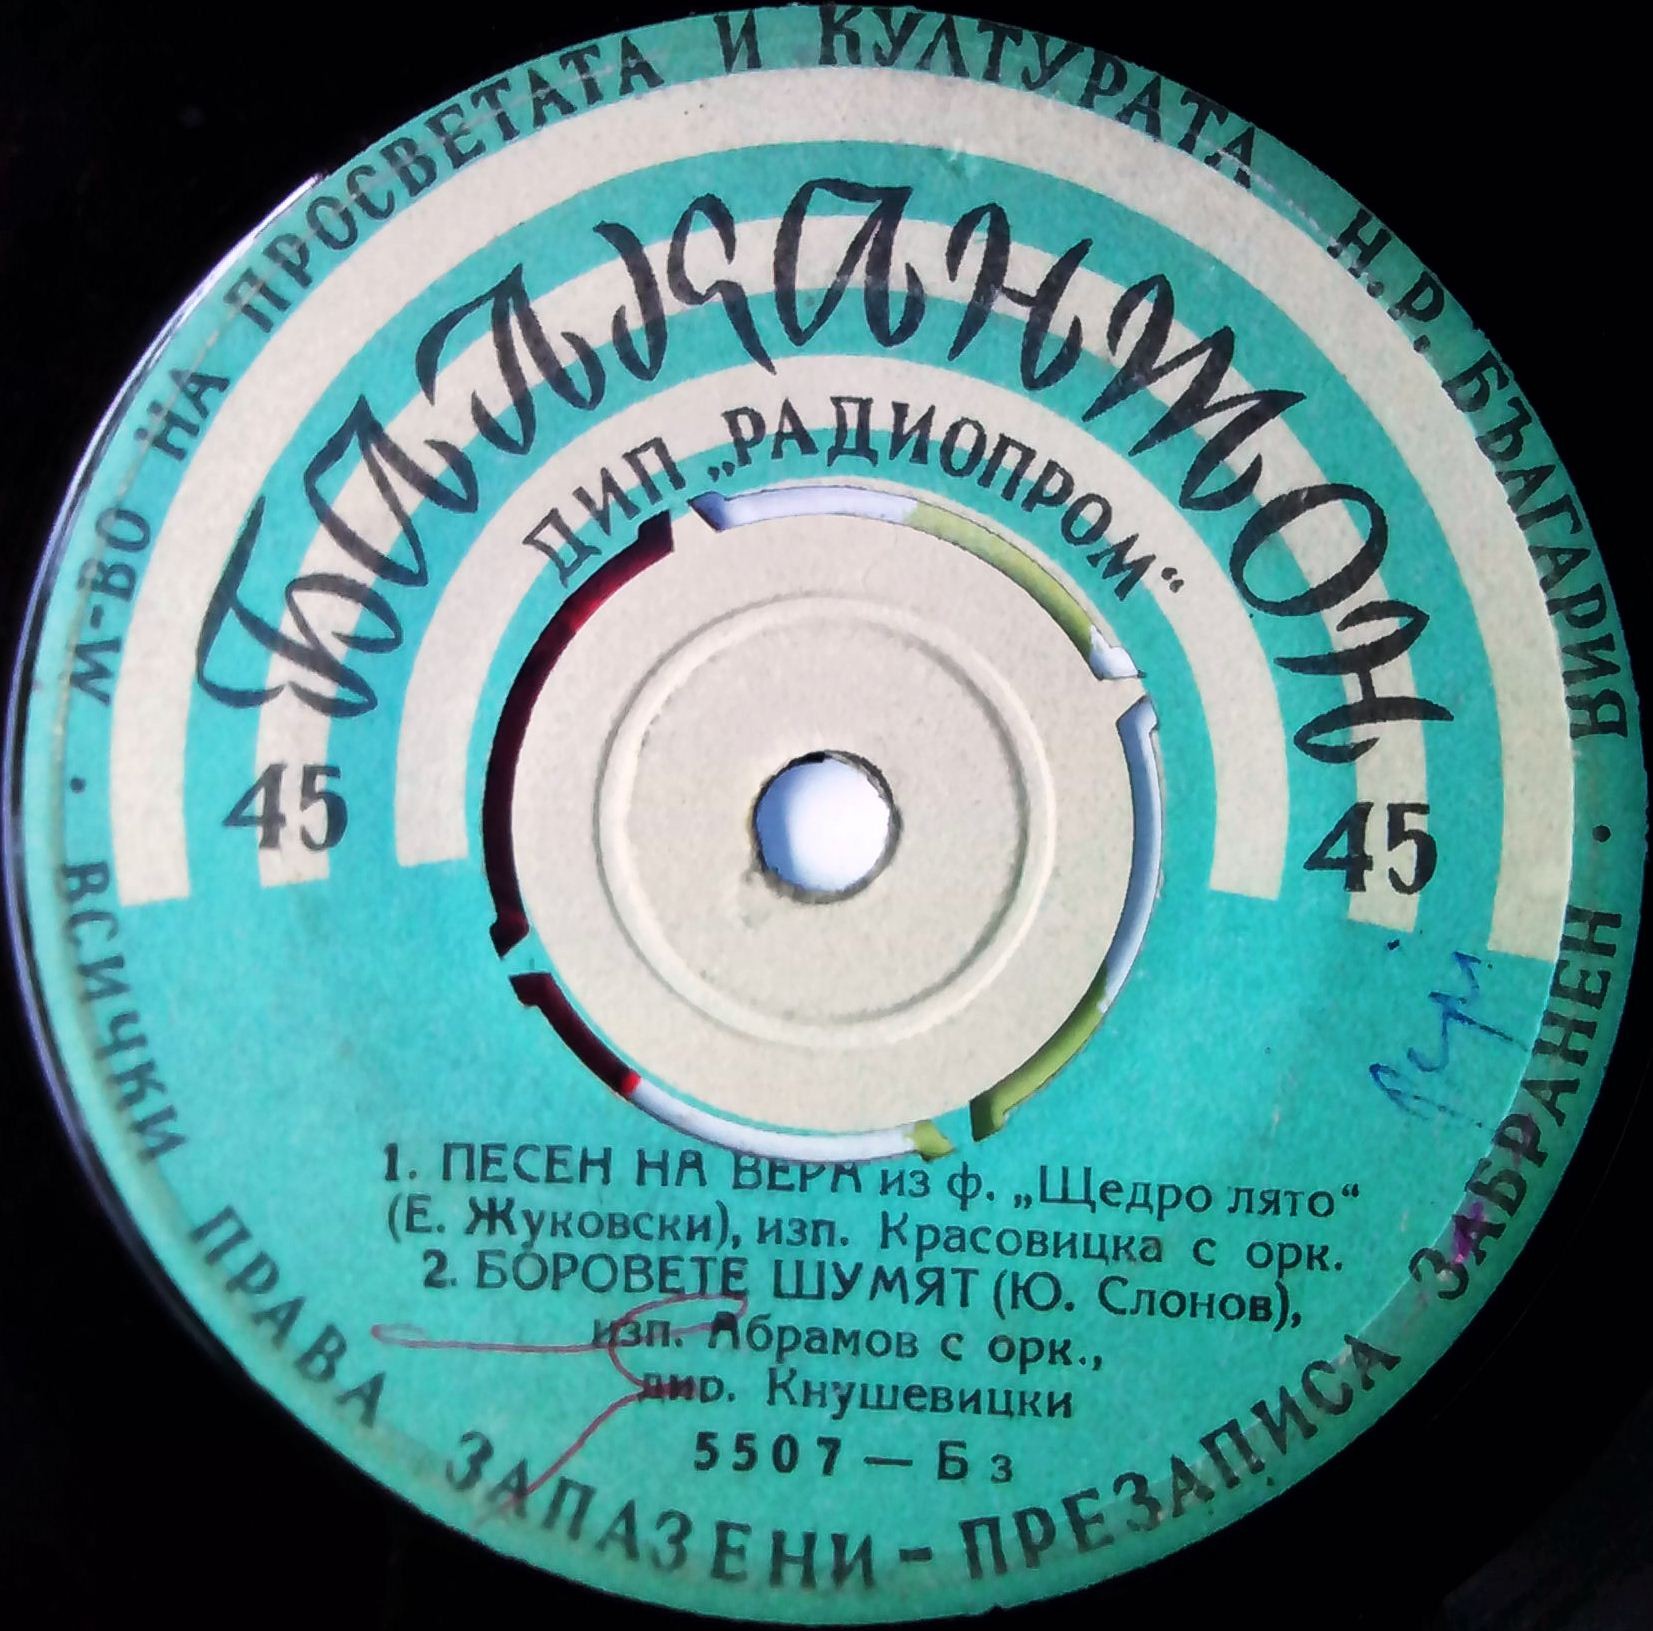 М-ВО НА ПРОСВЕТАТА И КУЛТУРАТА Н.Р. БЪЛГАРИЯ
БАЛКАНТОН
ДИП „РАДИОПРОМ“
45
45
1. ПЕСЕН НА ВЕРА из ф. „Щедро лято“
(Е. Жуковски), изп. Красовицка с орк.
2. БОРОВЕТЕ ШУМЯТ (Ю. Слонов),
изп. Абрамов с орк.,
дир. Кнушевицки
5507 — Б з
· ВСИЧКИ ПРАВА ЗАПАЗЕНИ - ПРЕЗАПИСА ЗАБРАНЕН ·